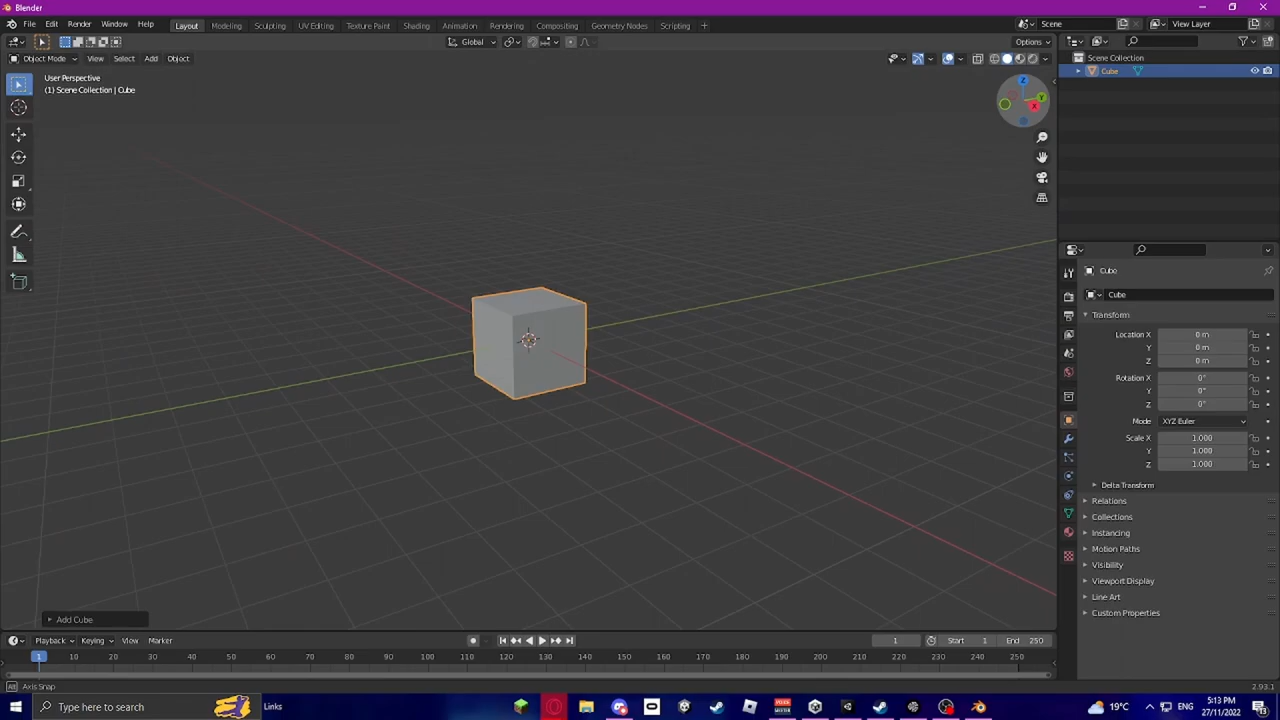 Blender
File Edit Render Window Help Layout Modeling Sculpting UV Editing Texture Paint Shading Animation Rendering Compositing Geometry Nodes Scripting + Scene View Layer
Global Options
Object Mode View Select Add Object
User Perspective
(1) Scene Collection | Cube
Z
Y
X
Scene Collection
Cube
Cube
Cube
Transform
Location X 0 m
Y 0 m
Z 0 m
Rotation X 0°
Y 0°
Z 0°
Mode XYZ Euler
Scale X 1.000
Y 1.000
Z 1.000
Delta Transform
Relations
Collections
Instancing
Motion Paths
Visibility
Viewport Display
Line Art
Custom Properties
Add Cube
Playback Keying View Marker 1 Start 1 End 250
1 10 20 30 40 50 60 70 80 90 100 110 120 130 140 150 160 170 180 190 200 210 220 230 240 250
Axis Snap 2.93.1
Type here to search Links 19°C ENG 5:13 PM
27/11/2022